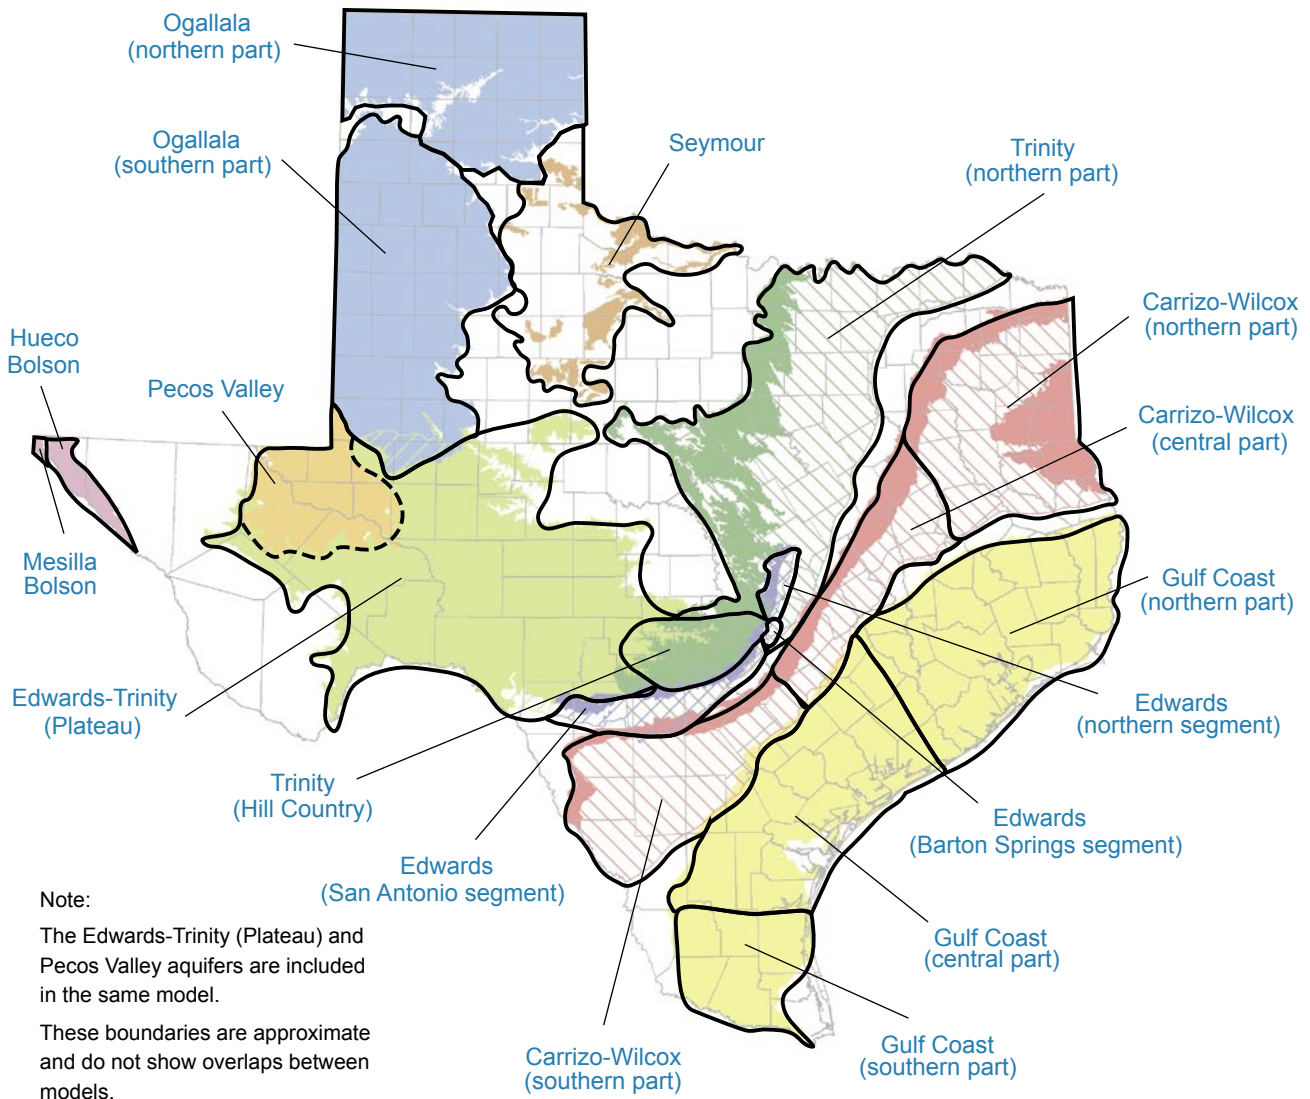 Ogallala
(northern part)
Ogallala
(southern part)
Seymour
Trinity
(northern part)
Carrizo-Wilcox
(northern part)
Hueco
Bolson
Pecos Valley
Carrizo-Wilcox
(central part)
Mesilla
Bolson
Gulf Coast
(northern part)
Edwards-Trinity
(Plateau)
Edwards
(northern segment)
Trinity
(Hill Country)
Edwards
(Barton Springs segment)
Edwards
(San Antonio segment)
Gulf Coast
(central part)
Gulf Coast
(southern part)
Carrizo-Wilcox
(southern part)
Note:
The Edwards-Trinity (Plateau) and
Pecos Valley aquifers are included
in the same model.
These boundaries are approximate
and do not show overlaps between
models.